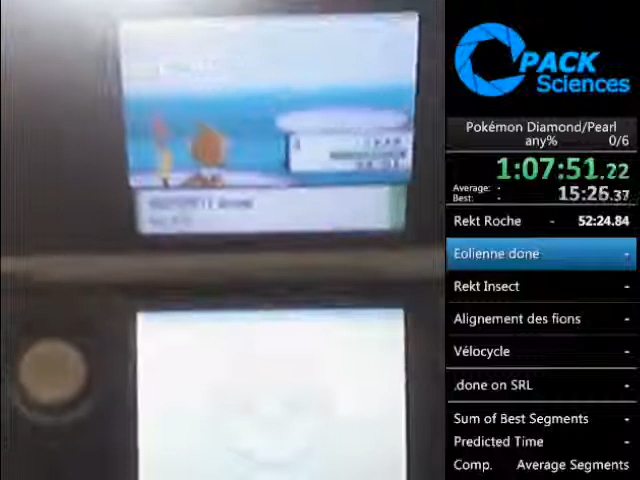 PACK
Sciences
Pokémon Diamond/Pearl
any% 0/6
1:07:51.22
Average: -
Best: - 15:26.37
Rekt Roche - 52:24.84
Eolienne done -
Rekt Insect -
Alignement des fions -
Vélocycle -
.done on SRL -
Sum of Best Segments -
Predicted Time -
Comp. Average Segments